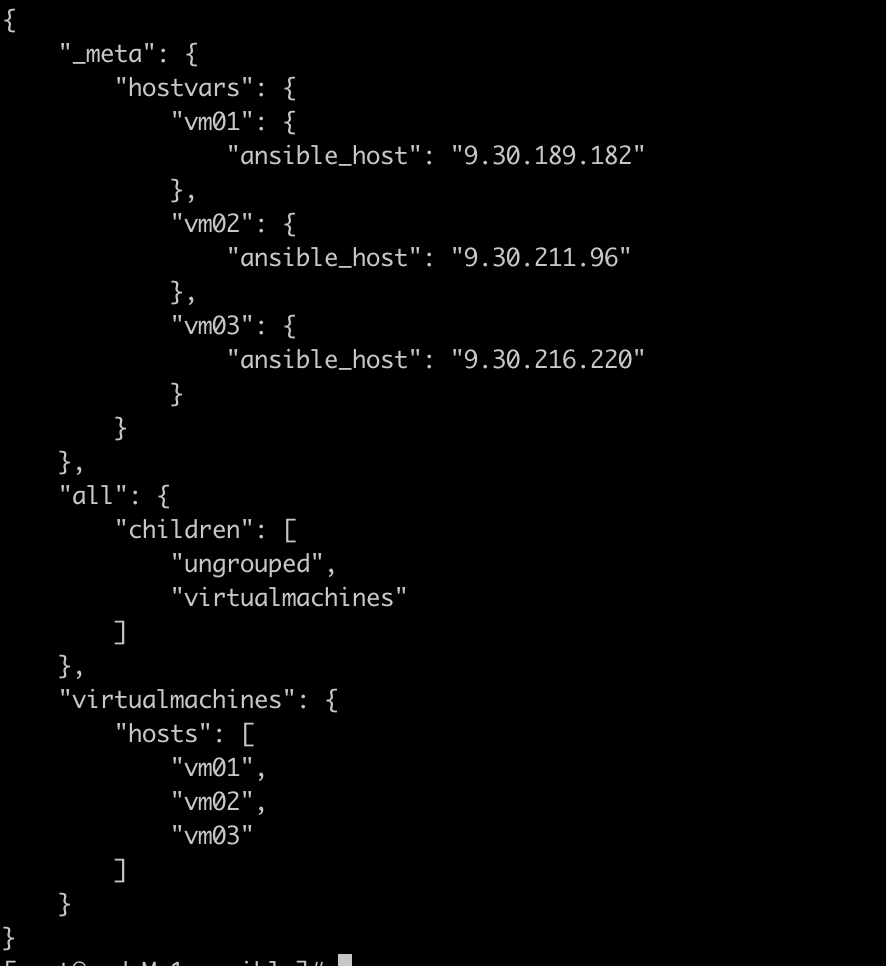 {
    "_meta": {
        "hostvars": {
            "vm01": {
                "ansible_host": "9.30.189.182"
            },
            "vm02": {
                "ansible_host": "9.30.211.96"
            },
            "vm03": {
                "ansible_host": "9.30.216.220"
            }
        }
    },
    "all": {
        "children": [
            "ungrouped",
            "virtualmachines"
        ]
    },
    "virtualmachines": {
        "hosts": [
            "vm01",
            "vm02",
            "vm03"
        ]
    }
}